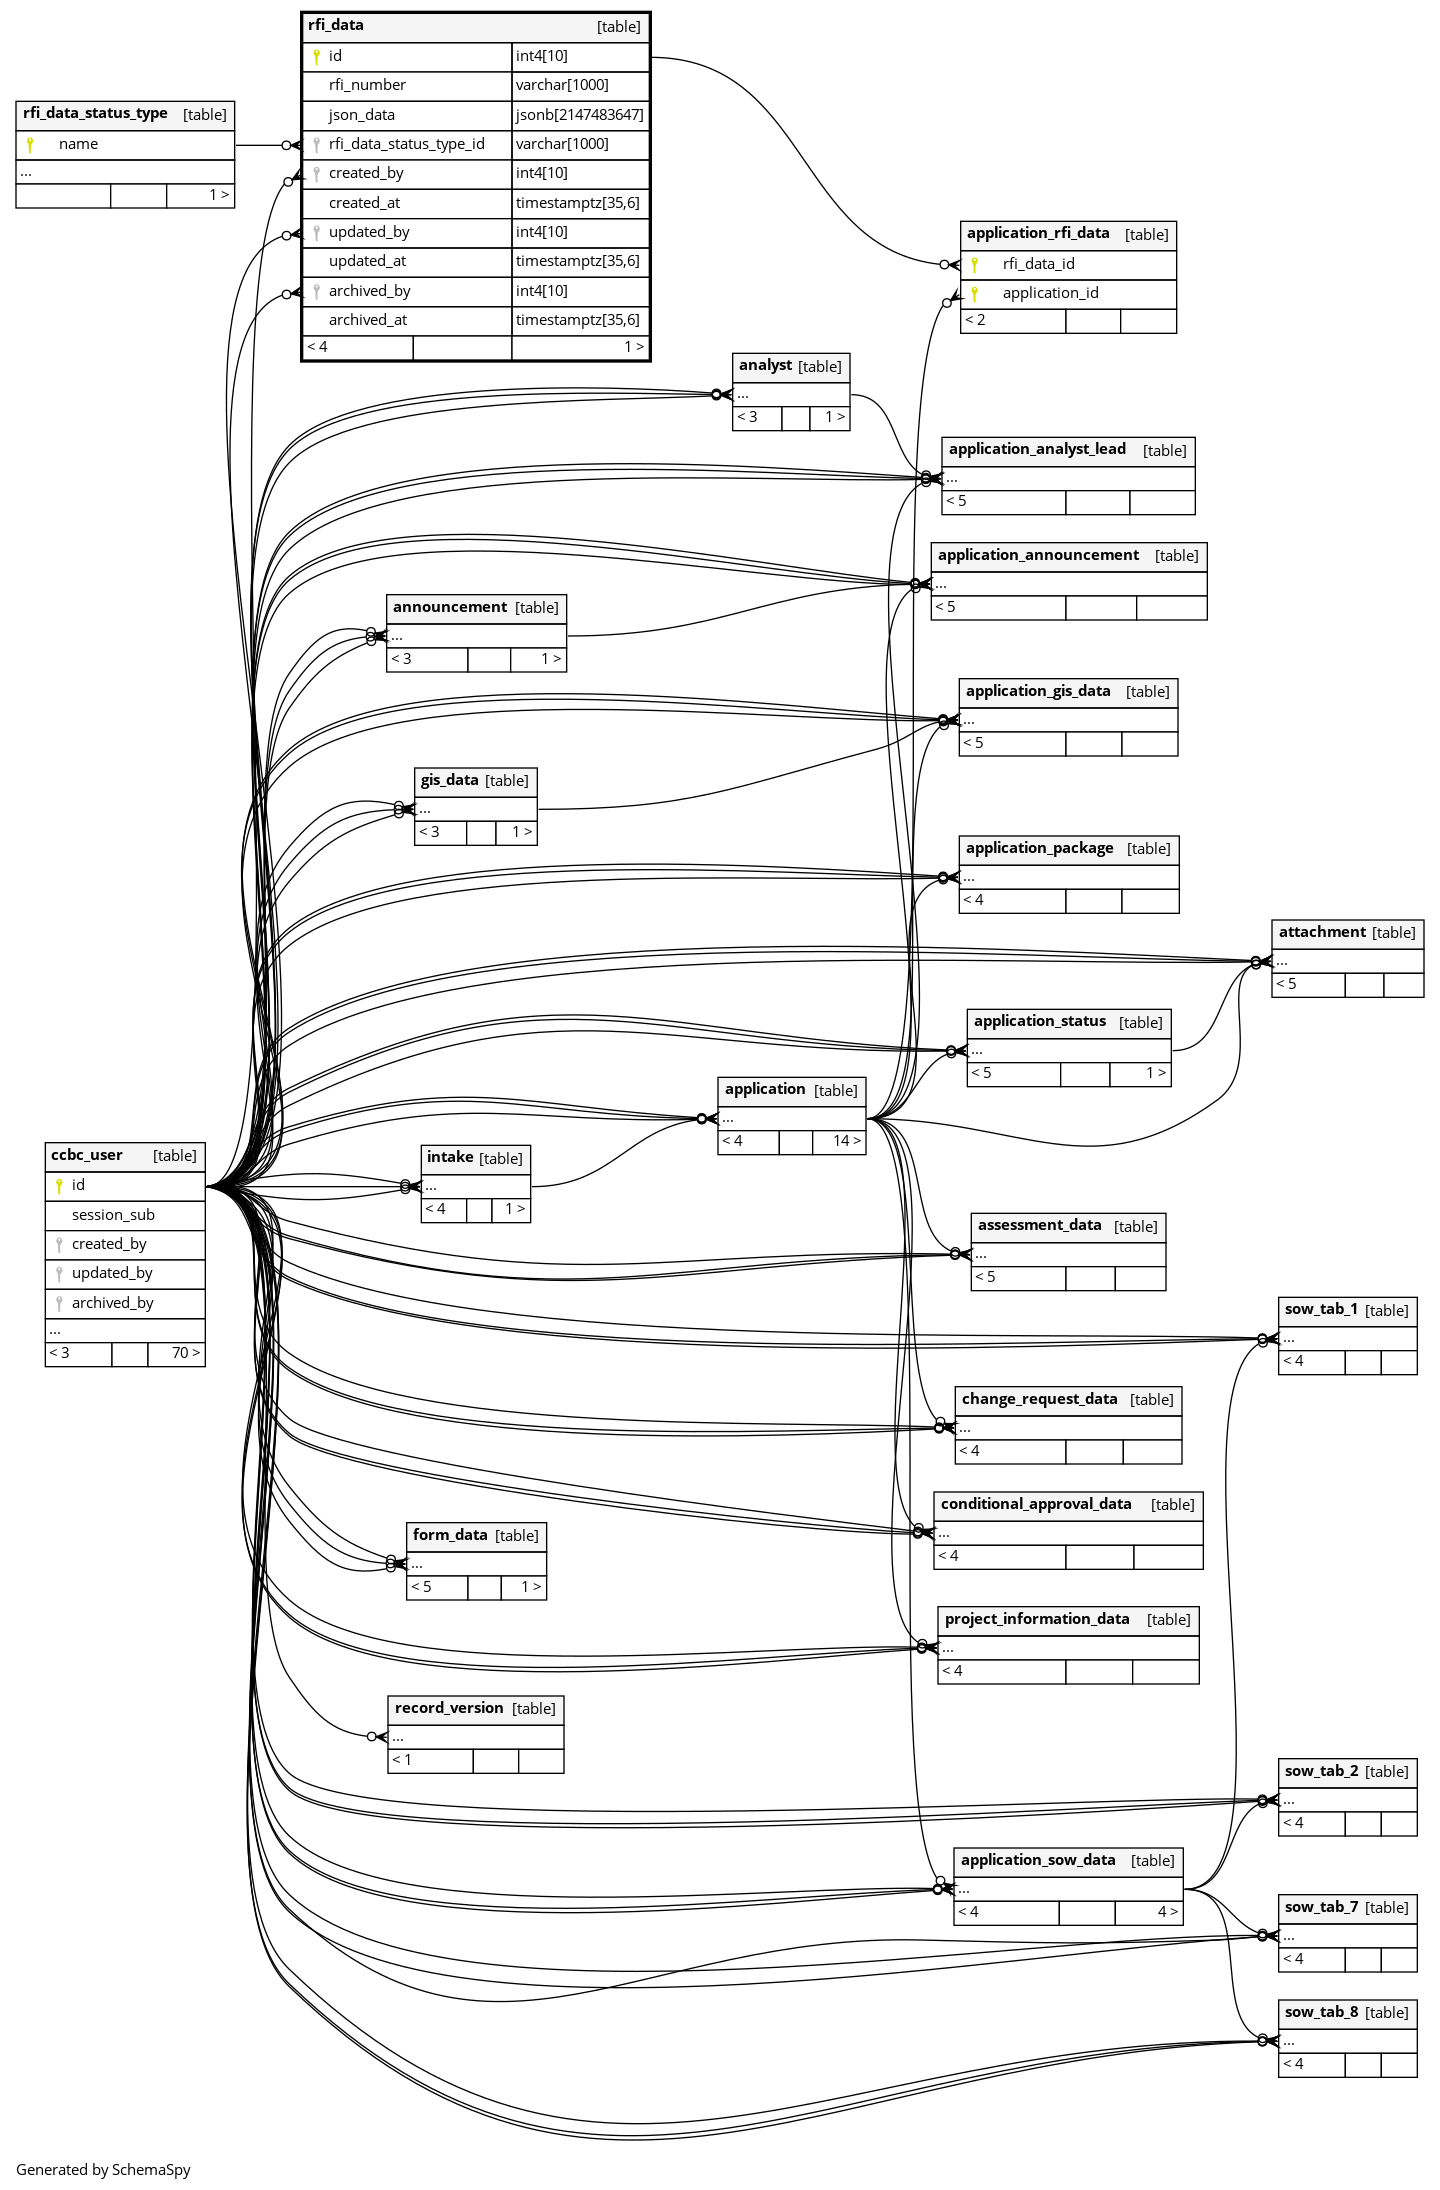 rfi_data [table]
id int4[10]
rfi_number varchar[1000]
json_data jsonb[2147483647]
rfi_data_status_type_id varchar[1000]
created_by int4[10]
created_at timestamptz[35,6]
updated_by int4[10]
updated_at timestamptz[35,6]
archived_by int4[10]
archived_at timestamptz[35,6]
< 4 1 >
rfi_data_status_type [table]
name
...
1 >
application_rfi_data [table]
rfi_data_id
application_id
< 2
analyst [table]
...
< 3 1 >
application_analyst_lead [table]
...
< 5
application_announcement [table]
...
< 5
announcement [table]
...
< 3 1 >
application_gis_data [table]
...
< 5
gis_data [table]
...
< 3 1 >
application_package [table]
...
< 4
attachment [table]
...
< 5
application_status [table]
...
< 5 1 >
application [table]
...
< 4 14 >
ccbc_user [table]
id
session_sub
created_by
updated_by
archived_by
...
< 3 70 >
intake [table]
...
< 4 1 >
assessment_data [table]
...
< 5
sow_tab_1 [table]
...
< 4
change_request_data [table]
...
< 4
conditional_approval_data [table]
...
< 4
form_data [table]
...
< 5 1 >
project_information_data [table]
...
< 4
record_version [table]
...
< 1
sow_tab_2 [table]
...
< 4
application_sow_data [table]
...
< 4 4 >
sow_tab_7 [table]
...
< 4
sow_tab_8 [table]
...
< 4
Generated by SchemaSpy